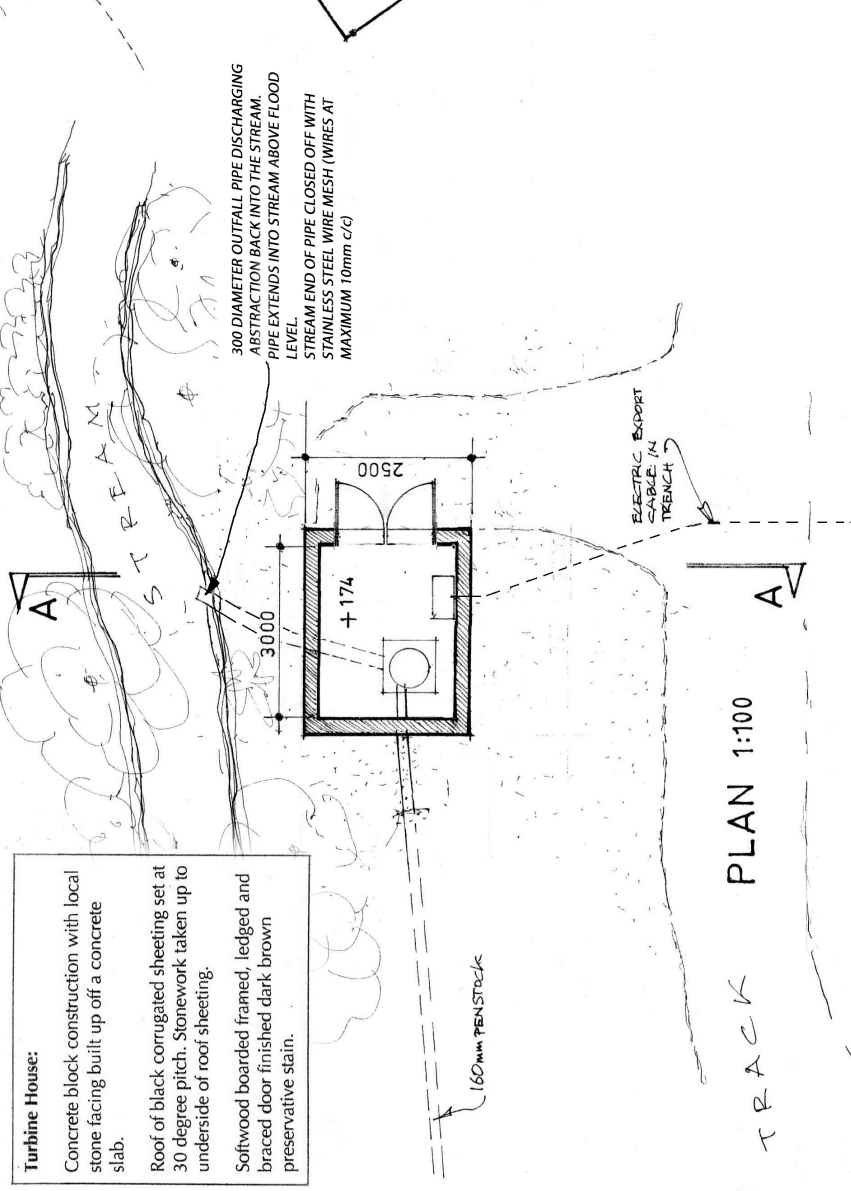 Turbine House:
Concrete block construction with local
stone facing built up off a concrete
slab.
Roof of black corrugated sheeting set at
30 degree pitch. Stonework taken up to
underside of roof sheeting.
Softwood boarded framed, ledged and
braced door finished dark brown
preservative stain.
STREAM
A
300 DIAMETER OUTFALL PIPE DISCHARGING
ABSTRACTION BACK INTO THE STREAM.
PIPE EXTENDS INTO STREAM ABOVE FLOOD
LEVEL.
STREAM END OF PIPE CLOSED OFF WITH
STAINLESS STEEL WIRE MESH (WIRES AT
MAXIMUM 10mm c/c)
3000
+174
2500
160mm PENSTOCK
ELECTRIC EXPORT
CABLE IN
TRENCH
A
PLAN 1:100
TRACK